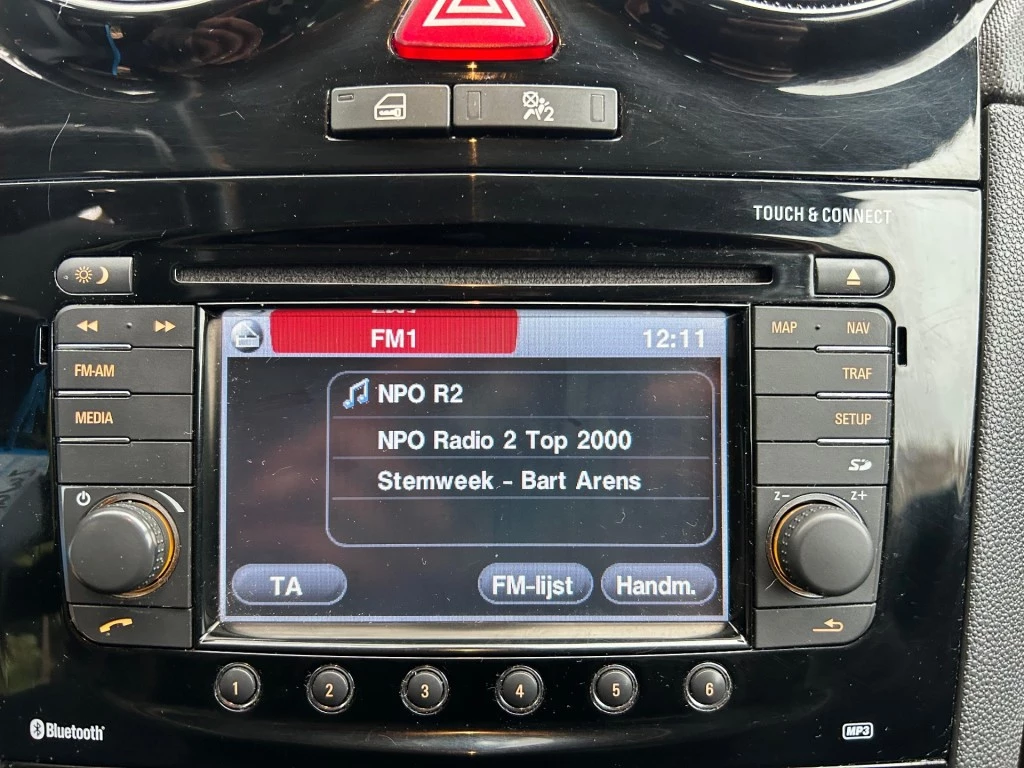 2
TOUCH & CONNECT
FM1
12:11
MAP
NAV
FM-AM
NPO R2
TRAF
MEDIA
NPO Radio 2 Top 2000
SETUP
Stemweek - Bart Arens
SD
z-
z+
TA
FM-lijst
Handm.
1
2
3
4
5
6
Bluetooth
MP3